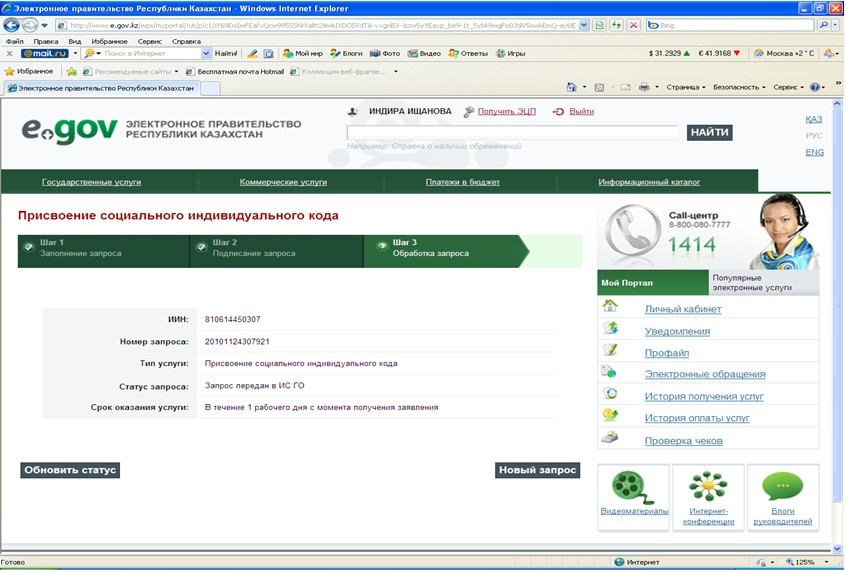 Электронное правительство Республики Казахстан - Windows Internet Explorer
Bing
Файл Правка Вид Избранное Сервис Справка
@mail.ru Поиск в Интернете Найти! Мой мир Блоги Фото Видео Ответы Игры $ 31.2929 € 41.9168 Москва +2 °C
Избранное Рекомендуемые сайты Бесплатная почта Hotmail Коллекция веб-фрагме...
Электронное правительство Республики Казахстан
Страница Безопасность Сервис
e.gov ЭЛЕКТРОННОЕ ПРАВИТЕЛЬСТВО
РЕСПУБЛИКИ КАЗАХСТАН
ИНДИРА ИЩАНОВА Получить ЭЦП Выйти
НАЙТИ
Например: Справка о наличии обременений
ҚАЗ
РУС
ENG
Государственные услуги Коммерческие услуги Платежи в бюджет Информационный каталог
Присвоение социального индивидуального кода
Шаг 1
Заполнение запроса
Шаг 2
Подписание запроса
Шаг 3
Обработка запроса
ИИН: 810614450307
Номер запроса: 20101124307921
Тип услуги: Присвоение социального индивидуального кода
Статус запроса: Запрос передан в ИС ГО
Срок оказания услуги: В течение 1 рабочего дня с момента получения заявления
Обновить статус Новый запрос
Call-центр
8-800-080-7777
1414
Мой Портал
Популярные
электронные услуги
Личный кабинет
Уведомления
Профайл
Электронные обращения
История получения услуг
История оплаты услуг
Проверка чеков
Видеоматериалы
Интернет-
конференции
Блоги
руководителей
Готово Интернет 125%